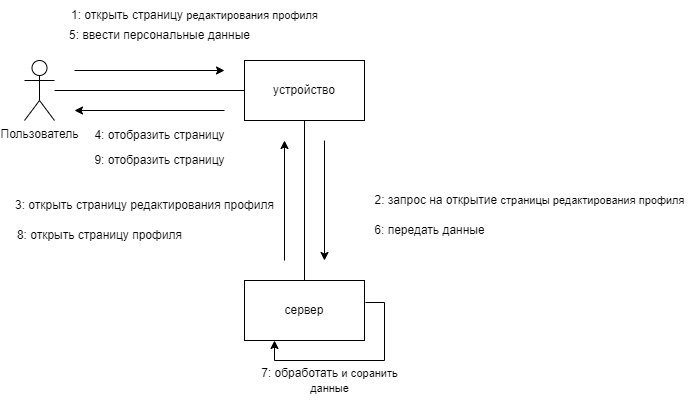 1: открыть страницу редактирования профиля
5: ввести персональные данные
устройство
Пользователь
4: отобразить страницу
9: отобразить страницу
3: открыть страницу редактирования профиля
8: открыть страницу профиля
2: запрос на открытие страницы редактирования профиля
6: передать данные
сервер
7: обработать и соранить
данные